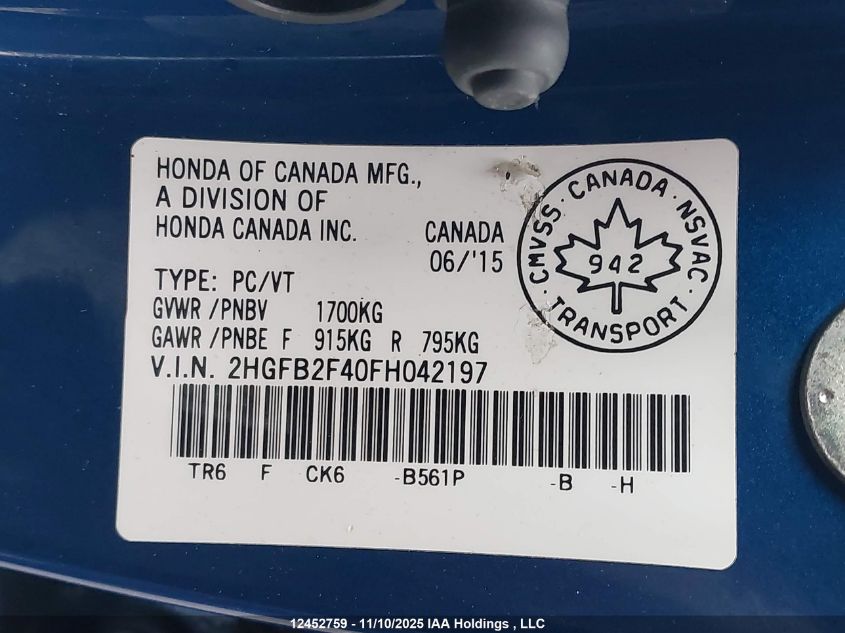 HONDA OF CANADA MFG.,
A DIVISION OF
HONDA CANADA INC.
CANADA
06/'15
CMVSS · CANADA · NSVAC · TRANSPORT ·
942
TYPE: PC/VT
GVWR /PNBV 1700KG
GAWR /PNBE F 915KG R 795KG
V.I.N. 2HGFB2F40FH042197
TR6 F CK6 -B561P -B -H
12452759 - 11/10/2025 IAA Holdings , LLC